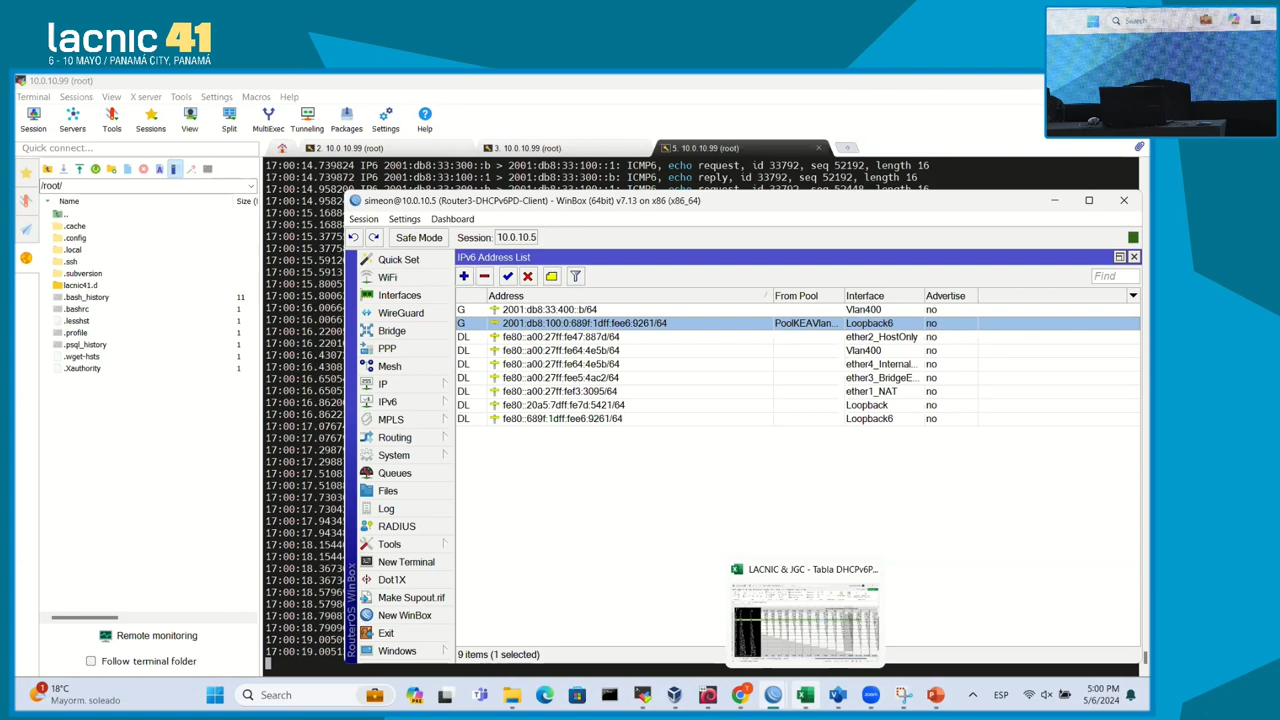 lacnic 41
6 - 10 MAYO / PANAMÁ CITY, PANAMÁ
Search
10.0.10.99 (root)
Terminal Sessions View X server Tools Settings Macros Help
Session Servers Tools Sessions View Split MultiExec Tunneling Packages Settings Help
Quick connect...
2. 10.0.10.99 (root)
3. 10.0.10.99 (root)
5. 10.0.10.99 (root)
/root/
Name
Size (
..
.cache
.config
.local
.ssh
.subversion
lacnic41.d
.bash_history 11
.bashrc 1
.lesshst 1
.profile 1
.psql_history 1
.wget-hsts 1
.Xauthority 1
Remote monitoring
Follow terminal folder
17:00:14.739824 IP6 2001:db8:33:300::b > 2001:db8:33:100::1: ICMP6, echo request, id 33792, seq 52192, length 16
17:00:14.739872 IP6 2001:db8:33:100::1 > 2001:db8:33:300::b: ICMP6, echo reply, id 33792, seq 52192, length 16
simeon@10.0.10.5 (Router3-DHCPv6PD-Client) - WinBox (64bit) v7.13 on x86 (x86_64)
Session Settings Dashboard
Safe Mode Session: 10.0.10.5
Quick Set
WiFi
Interfaces
WireGuard
Bridge
PPP
Mesh
IP
IPv6
MPLS
Routing
System
Queues
Files
Log
RADIUS
Tools
New Terminal
Dot1X
Make Supout.rif
New WinBox
Exit
Windows
RouterOS WinBox
IPv6 Address List
Find
Address From Pool Interface Advertise
G 2001:db8:33:400::b/64 Vlan400 no
G 2001:db8:100:0:689f:1dff:fee6:9261/64 PoolKEAVlan... Loopback6 no
DL fe80::a00:27ff:fe47:887d/64 ether2_HostOnly no
DL fe80::a00:27ff:fe64:4e5b/64 Vlan400 no
DL fe80::a00:27ff:fe64:4e5b/64 ether4_Internal... no
DL fe80::a00:27ff:fee5:4ac2/64 ether3_BridgeE... no
DL fe80::a00:27ff:fef3:3095/64 ether1_NAT no
DL fe80::20a5:7dff:fe7d:5421/64 Loopback no
DL fe80::689f:1dff:fee6:9261/64 Loopback6 no
LACNIC & JGC - Tabla DHCPv6P...
9 items (1 selected)
18°C
Mayorm. soleado
Search
ESP
5:00 PM
5/6/2024